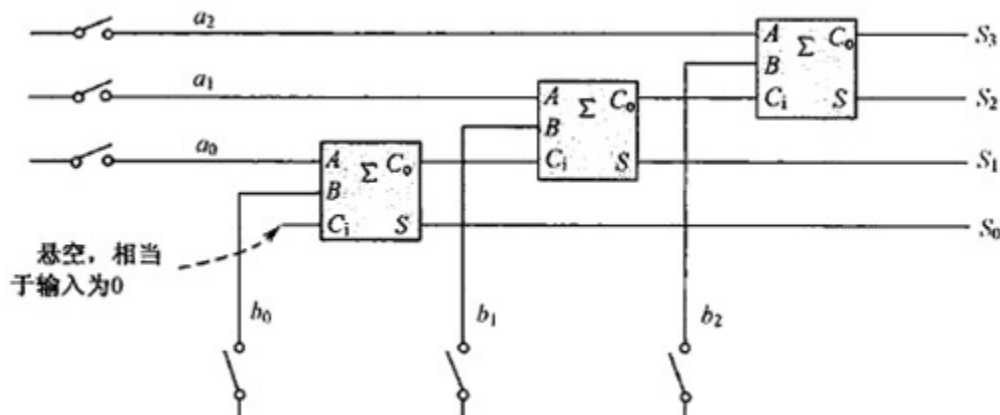 a₂
A Σ Cₒ
B
Cᵢ S
S₃
S₂
a₁
A Σ Cₒ
B
Cᵢ S
S₁
a₀
A Σ Cₒ
B
Cᵢ S
S₀
悬空，相当
于输入为0
b₀
b₁
b₂